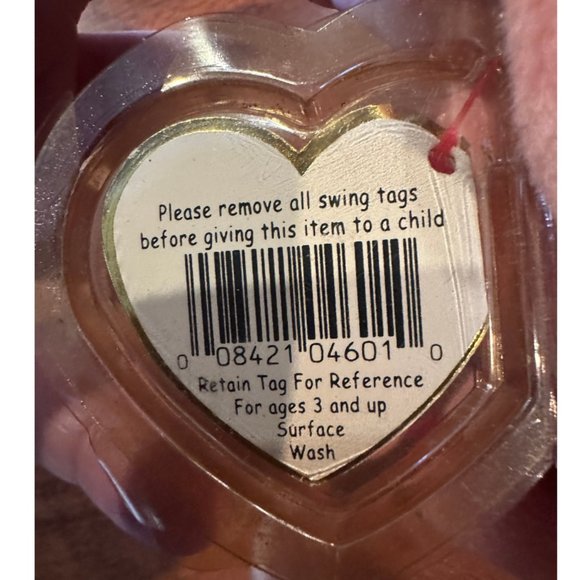 Please remove all swing tags
before giving this item to a child
0 08421 04601 0
Retain Tag For Reference
For ages 3 and up
Surface
Wash